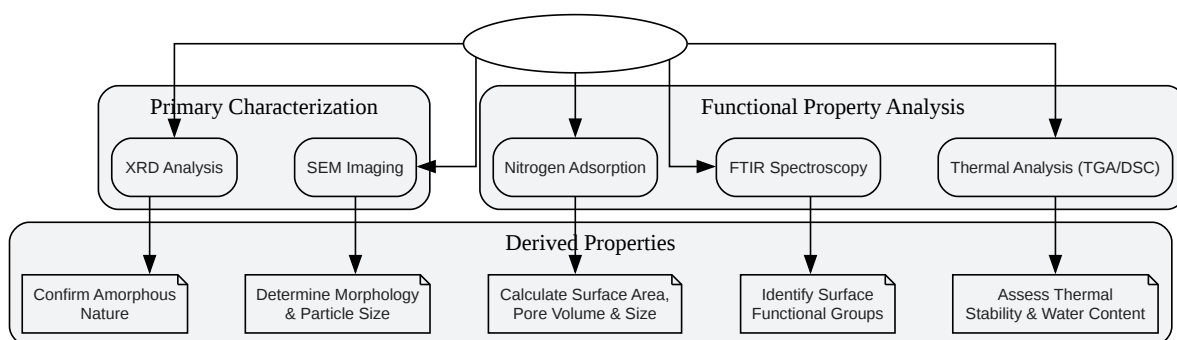 Primary Characterization
Functional Property Analysis
XRD Analysis
SEM Imaging
Nitrogen Adsorption
FTIR Spectroscopy
Thermal Analysis (TGA/DSC)
Derived Properties
Confirm Amorphous
Nature
Determine Morphology
& Particle Size
Calculate Surface Area,
Pore Volume & Size
Identify Surface
Functional Groups
Assess Thermal
Stability & Water Content